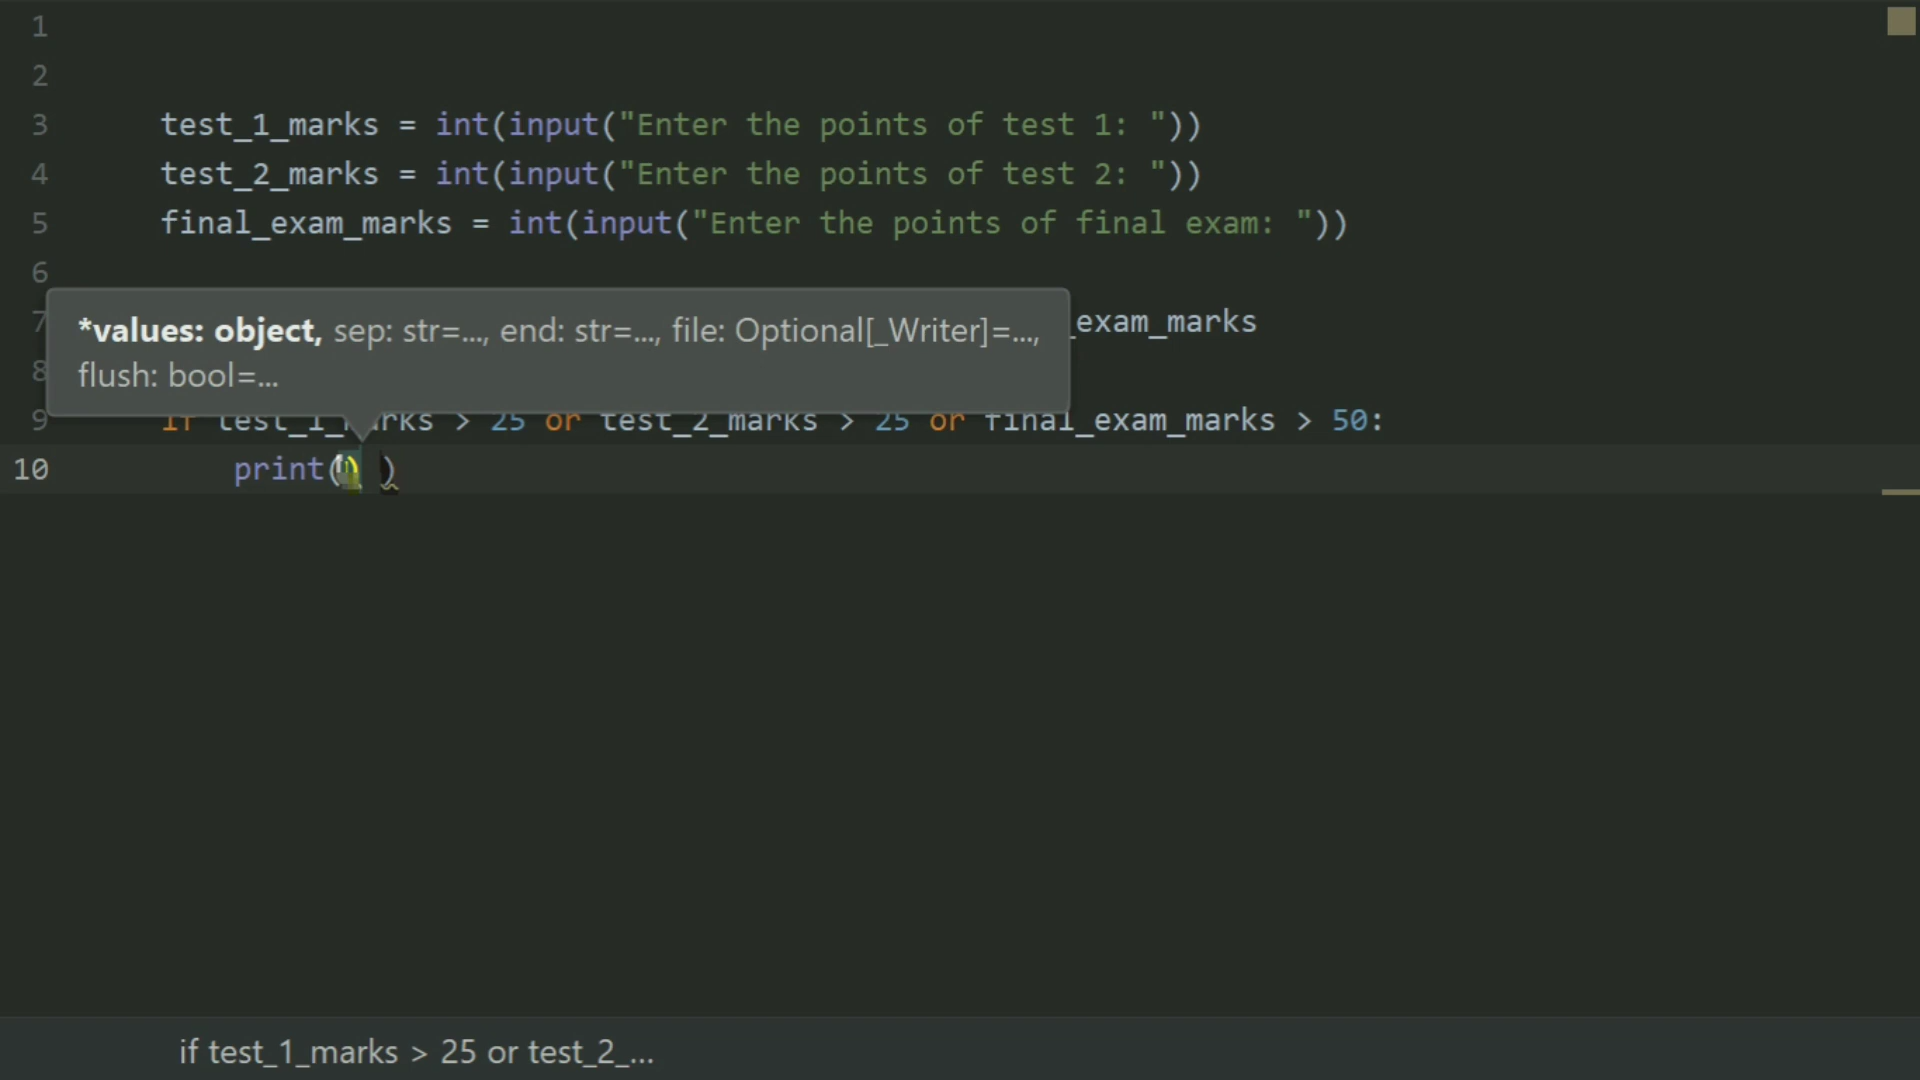 1
2
3 test_1_marks = int(input("Enter the points of test 1: "))
4 test_2_marks = int(input("Enter the points of test 2: "))
5 final_exam_marks = int(input("Enter the points of final exam: "))
6
7 _exam_marks
*values: object, sep: str=..., end: str=..., file: Optional[_Writer]=...,
8
flush: bool=...
9 if test_1_marks > 25 or test_2_marks > 25 or final_exam_marks > 50:
10 print( )
if test_1_marks > 25 or test_2_...